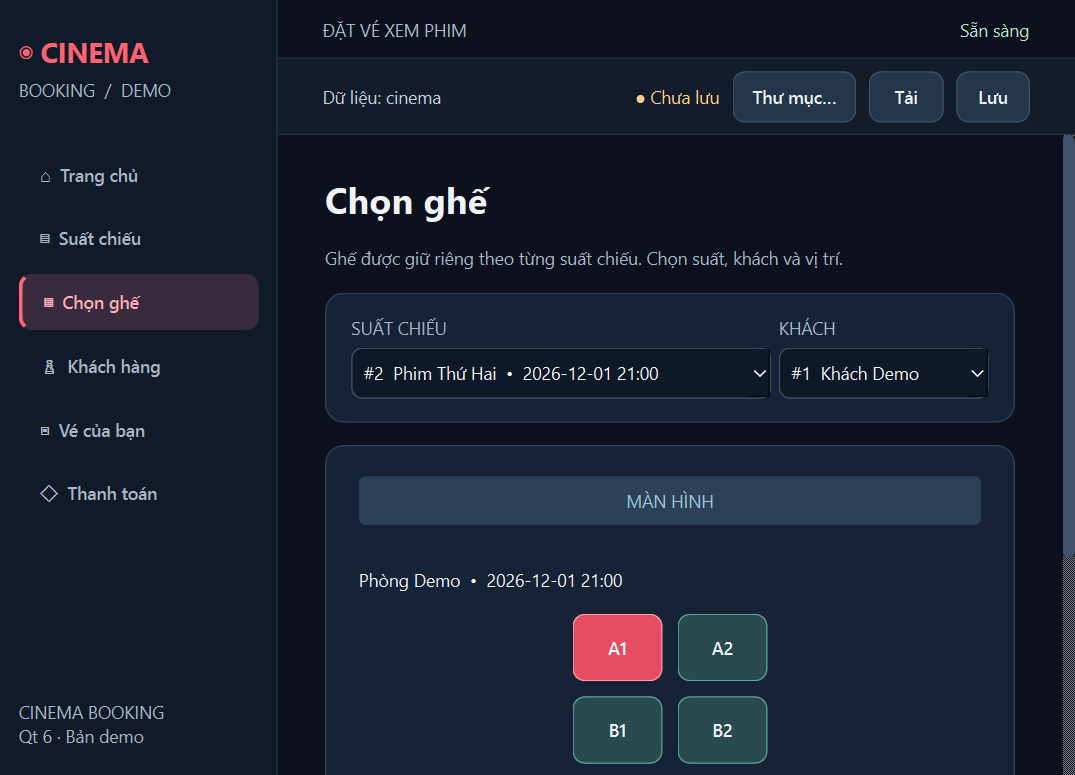 CINEMA
BOOKING / DEMO
Trang chủ
Suất chiếu
Chọn ghế
Khách hàng
Vé của bạn
Thanh toán
CINEMA BOOKING
Qt 6 · Bản demo
ĐẶT VÉ XEM PHIM
Sẵn sàng
Dữ liệu: cinema
● Chưa lưu
Thư mục...
Tải
Lưu
Chọn ghế
Ghế được giữ riêng theo từng suất chiếu. Chọn suất, khách và vị trí.
SUẤT CHIẾU
KHÁCH
#2 Phim Thứ Hai • 2026-12-01 21:00
#1 Khách Demo
MÀN HÌNH
Phòng Demo • 2026-12-01 21:00
A1
A2
B1
B2